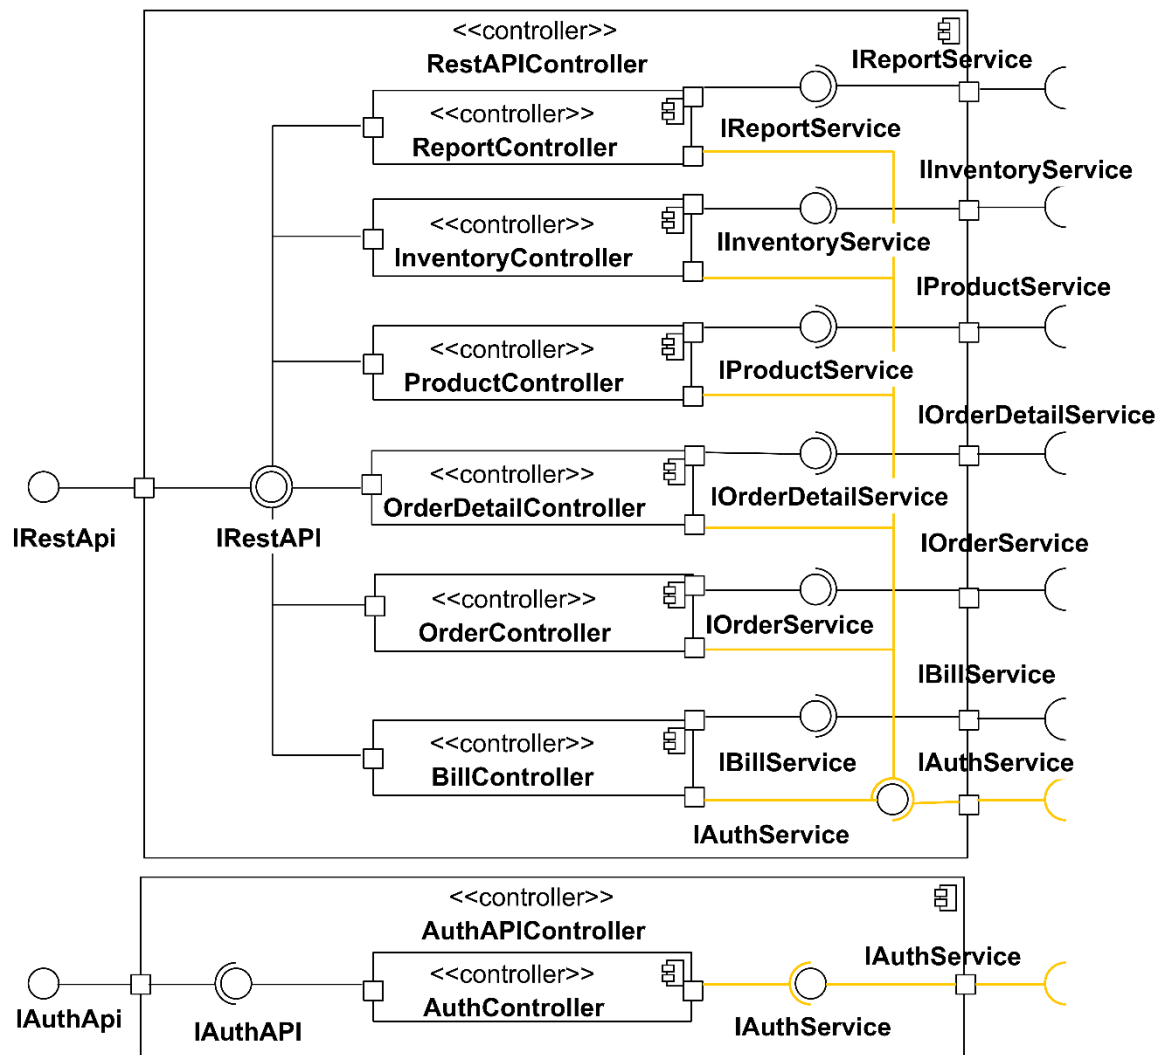 <<controller>>
RestAPIController
IReportService
<<controller>>
ReportController
IReportService
IInventoryService
<<controller>>
InventoryController
IInventoryService
IProductService
<<controller>>
ProductController
IProductService
IOrderDetailService
<<controller>>
OrderDetailController
IOrderDetailService
IRestApi
IRestAPI
IOrderService
<<controller>>
OrderController
IOrderService
IBillService
<<controller>>
BillController
IBillService
IAuthService
IAuthService
<<controller>>
AuthAPIController
IAuthService
<<controller>>
AuthController
IAuthApi
IAuthAPI
IAuthService